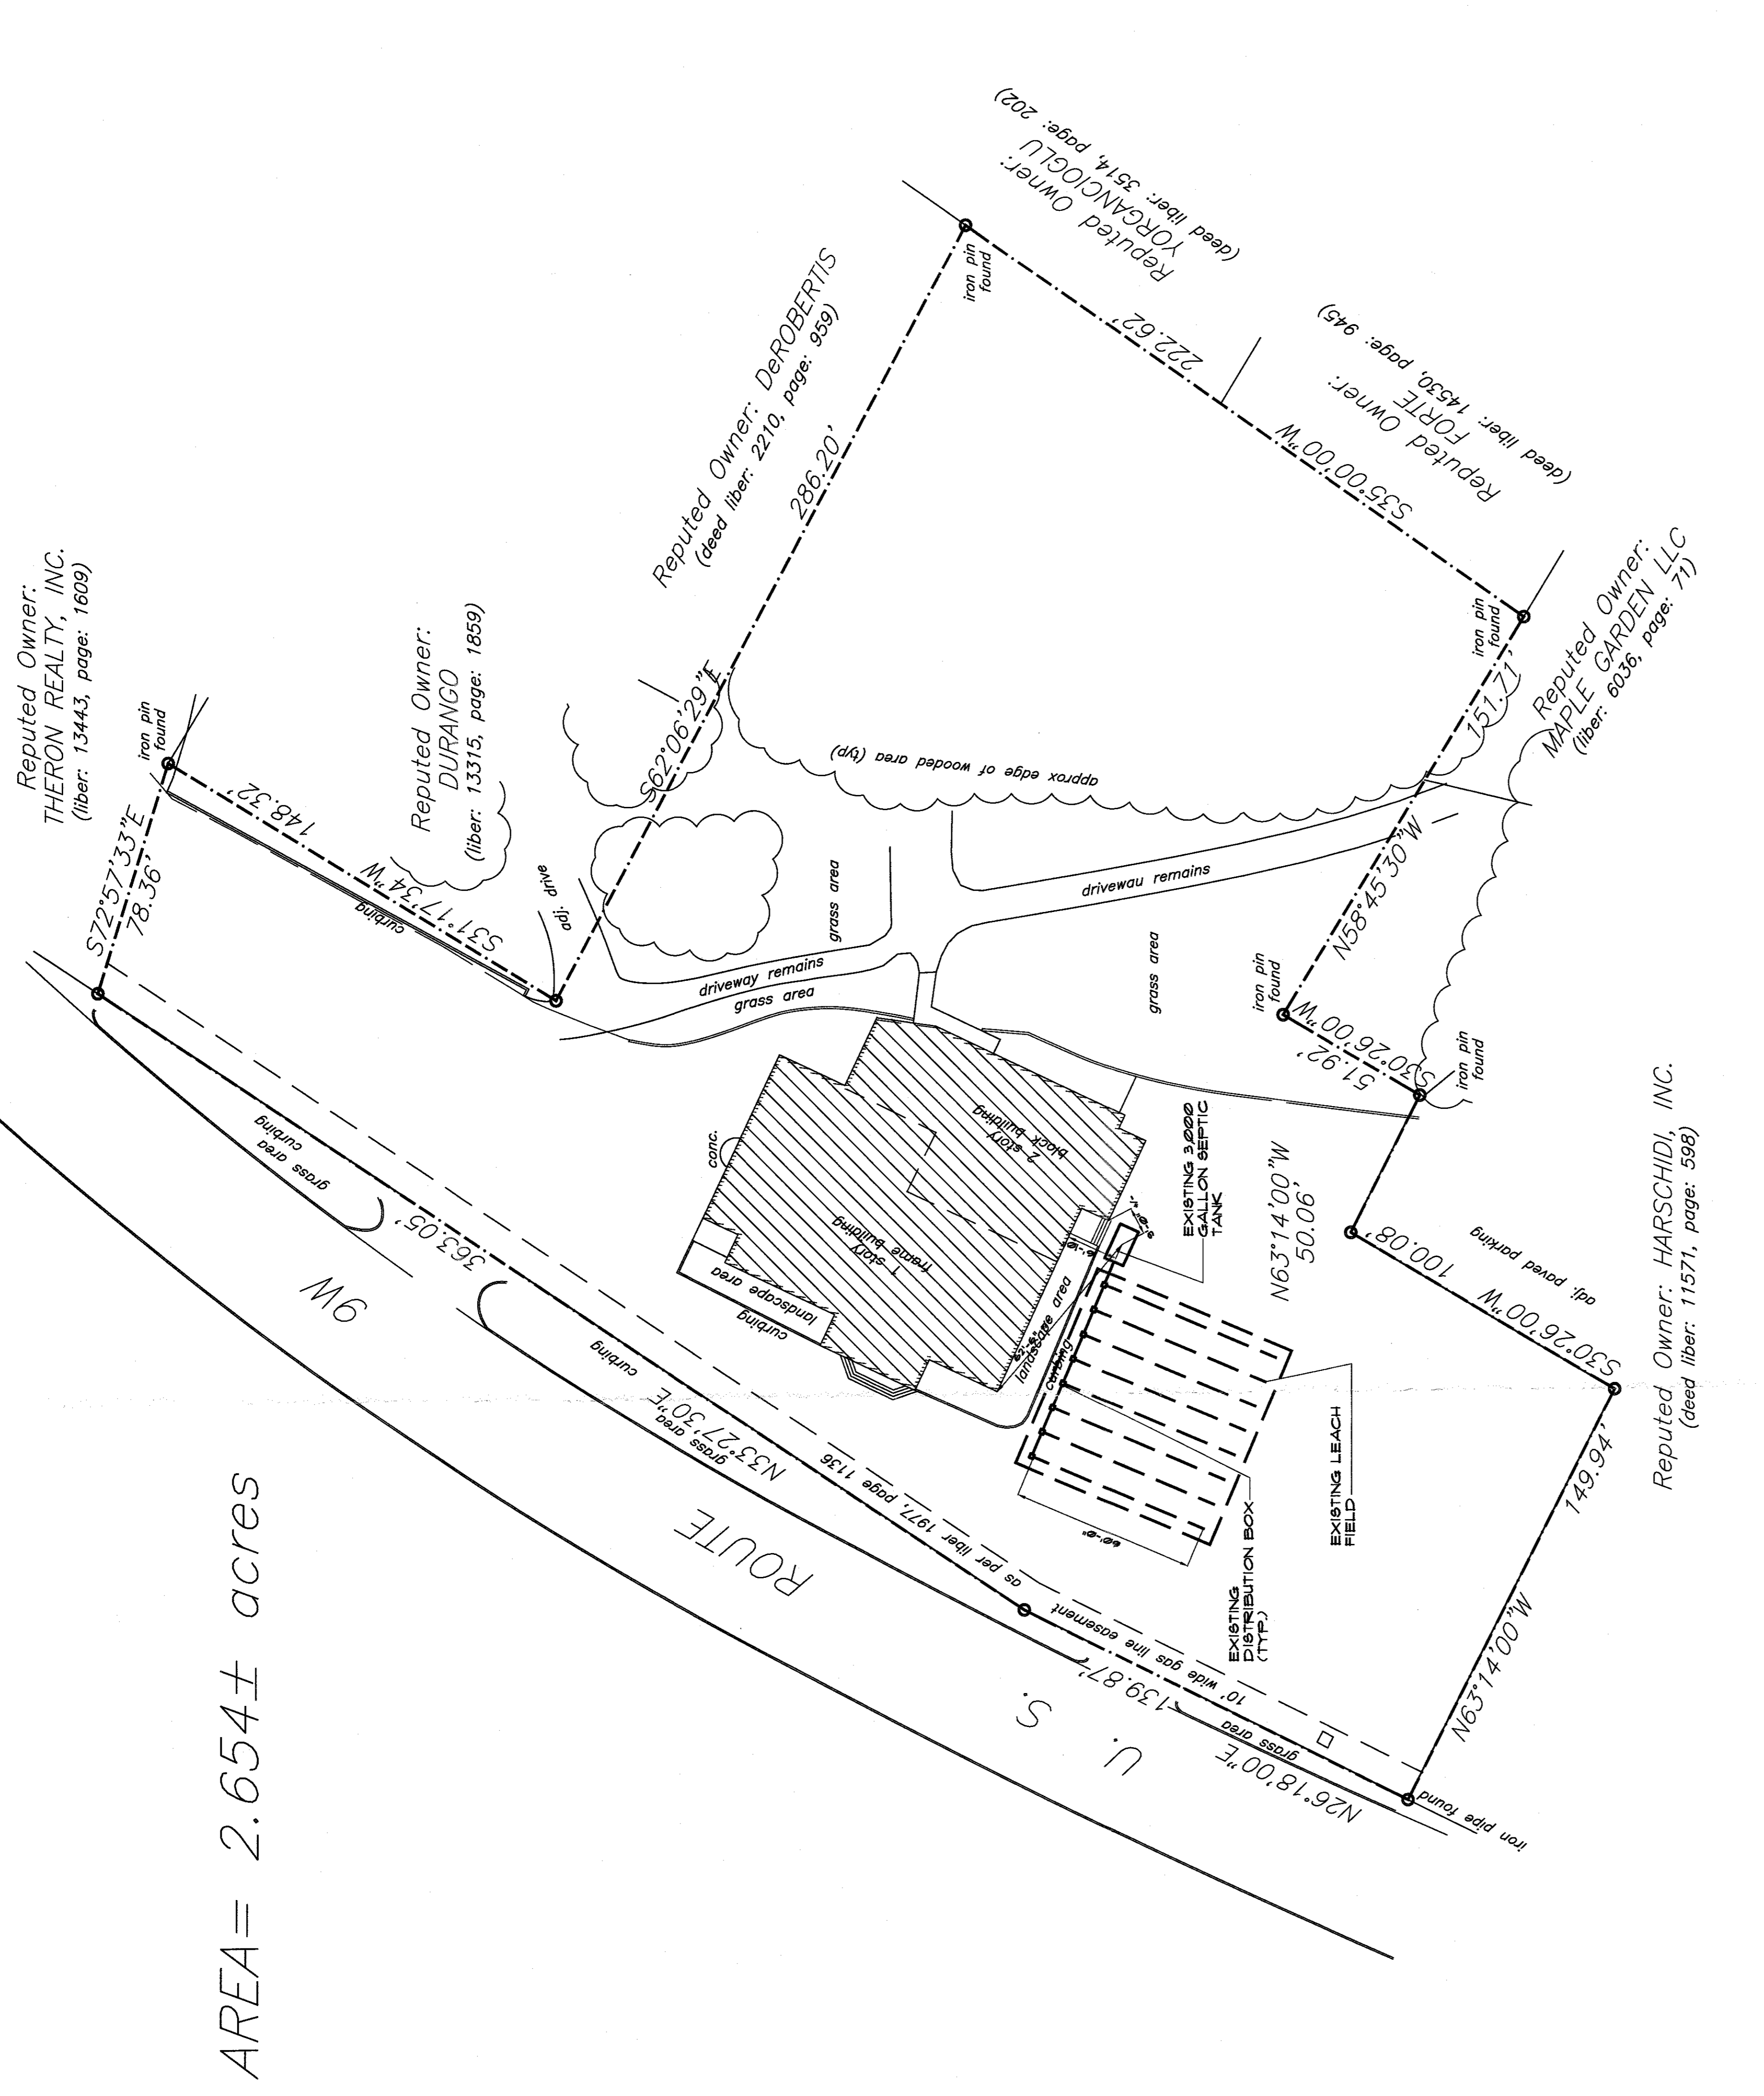 Reputed Owner:
THERON REALTY, INC.
(liber: 13443, page: 1609)
iron pin
found
S72°57'33"E
78.36'
148.32'
S31°17'34"W
curbing
Reputed Owner:
DURANGO
(liber: 13315, page: 1859)
adj. drive
Reputed Owner: DeROBERTIS
(deed liber: 2210, page: 959)
S62°06'29"E
286.20'
iron pin
found
Reputed Owner:
YORGANCIOGLU
(deed liber: 3514, page: 202)
222.62'
S35°00'00"W
Reputed Owner:
FORTE
(deed liber: 14530, page: 945)
iron pin
found
151.71'
N58°45'30"W
Reputed Owner:
MAPLE GARDEN LLC
(liber: 6036, page: 71)
approx edge of wooded area (typ)
grass area
driveway remains
grass area
drivewau remains
grass area
iron pin
found
51.92'
S30°26'00"W
iron pin
found
N63°14'00"W
50.06'
100.08'
S30°26'00"W
adj. paved parking
Reputed Owner: HARSCHIDI, INC.
(deed liber: 11571, page: 598)
149.94'
N63°14'00"W
iron pipe found
N26°18'00"E
139.87'
grass area
10' wide gas line easement as per liber 1977, page 1136
N33°27'30"E
363.05'
grass area
curbing
curbing
grass area
U. S. ROUTE 9W
conc.
2 story
block building
1 story
frame building
landscape area
curbing
landscape area
curbing
EXISTING 3,000
GALLON SEPTIC
TANK
EXISTING LEACH
FIELD
EXISTING
DISTRIBUTION BOX
(TYP.)
60'-0"
AREA= 2.654± acres